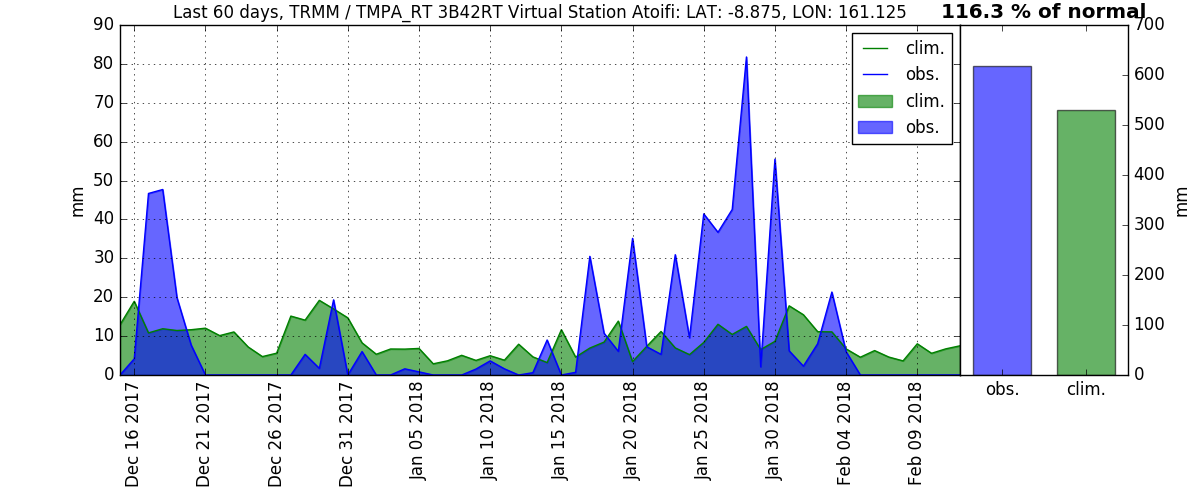 Last 60 days, TRMM / TMPA_RT 3B42RT Virtual Station Atoifi: LAT: -8.875, LON: 161.125
116.3 % of normal
90
80
70
60
50
40
30
20
10
0
mm
clim.
obs.
clim.
obs.
Dec 16 2017
Dec 21 2017
Dec 26 2017
Dec 31 2017
Jan 05 2018
Jan 10 2018
Jan 15 2018
Jan 20 2018
Jan 25 2018
Jan 30 2018
Feb 04 2018
Feb 09 2018
700
600
500
400
300
200
100
0
mm
obs.
clim.